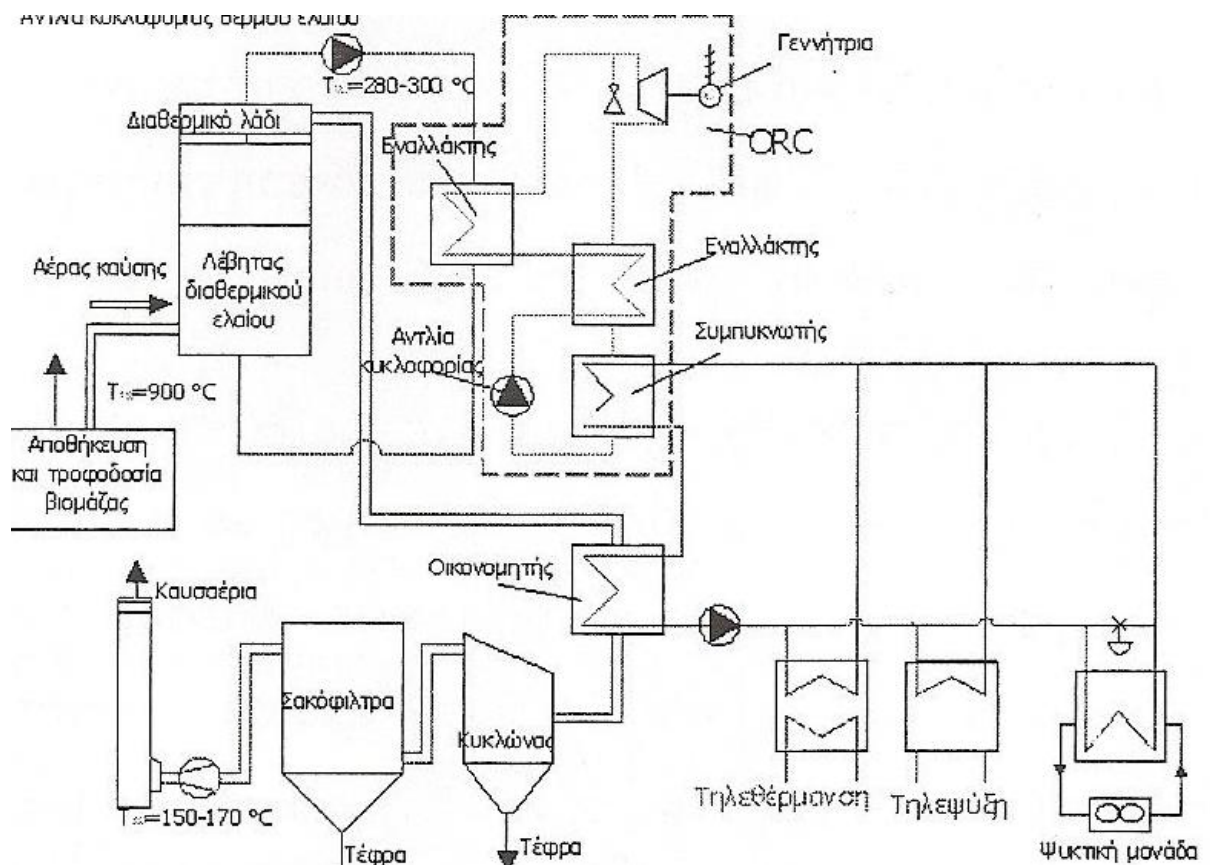 Αντλία κυκλοφορίας θερμού ελαίου
Γεννήτρια
=280-300 °C
Διαθερμικό λάδι
Εναλλάκτης
ORC
Εναλλάκτης
Αέρας καύσης
Λέβητας
διαθερμικού
ελαίου
Συμπυκνωτής
Αντλία
κυκλοφορίας
=900 °C
Αποθήκευση
και τροφοδοσία
βιομάζας
Οικονομητής
Καυσαέρια
Σακόφιλτρα
Κυκλώνας
Τηλεθέρμανση
Τηλεψύξη
=150-170 °C
Τέφρα
Τέφρα
Ψυκτική μονάδα